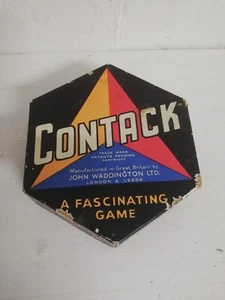 CONTACK
TRADE MARK
PATENTS PENDING
COPYRIGHT
Manufactured in Great Britain by
JOHN WADDINGTON LTD.
LONDON & LEEDS
A FASCINATING
GAME